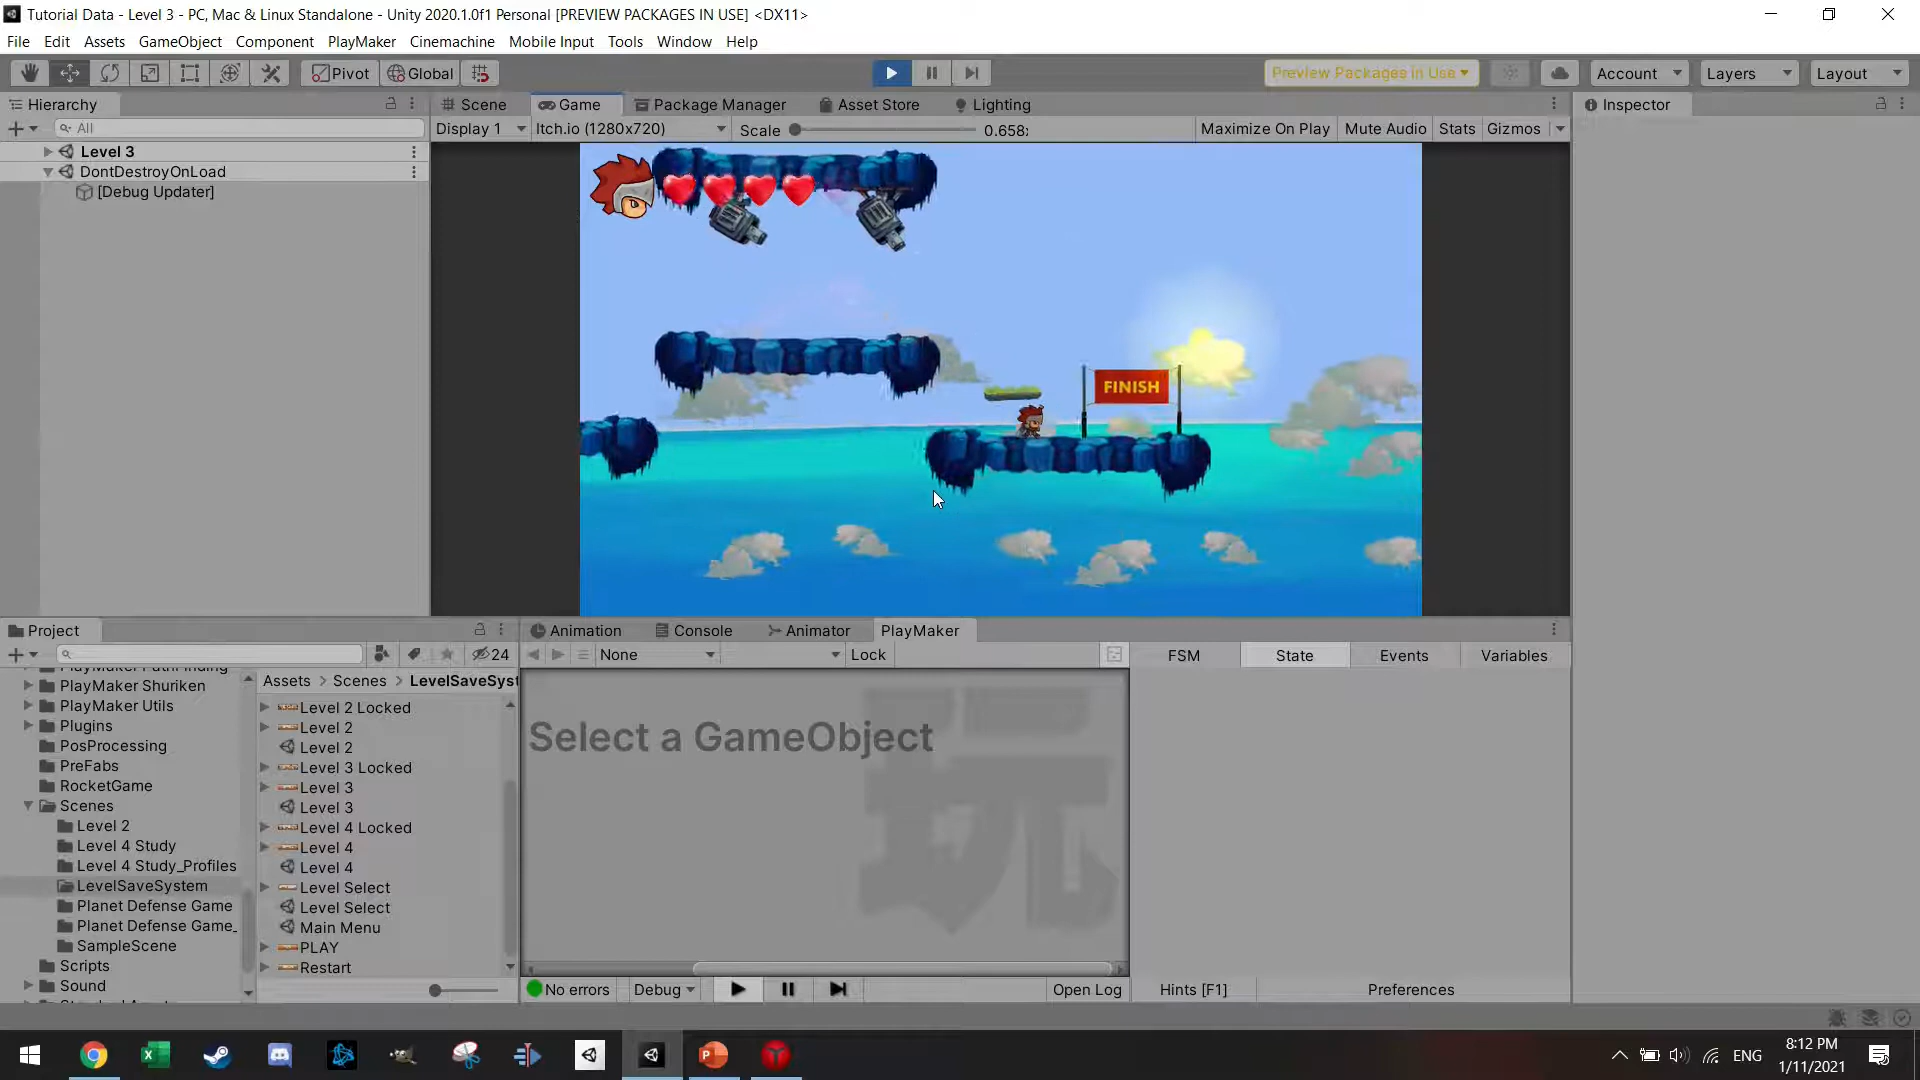 Tutorial Data - Level 3 - PC, Mac & Linux Standalone - Unity 2020.1.0f1 Personal [PREVIEW PACKAGES IN USE] <DX11>
File Edit Assets GameObject Component PlayMaker Cinemachine Mobile Input Tools Window Help
Pivot Global Preview Packages in Use Account Layers Layout
Hierarchy Scene Game Package Manager Asset Store Lighting Inspector
All Display 1 Itch.io (1280x720) Scale 0.658: Maximize On Play Mute Audio Stats Gizmos
Level 3
DontDestroyOnLoad
[Debug Updater]
FINISH
Project Animation Console Animator PlayMaker
24 None Lock FSM State Events Variables
PlayMaker PathFinding
PlayMaker Shuriken
PlayMaker Utils
Plugins
PosProcessing
PreFabs
RocketGame
Scenes
Level 2
Level 4 Study
Level 4 Study_Profiles
LevelSaveSystem
Planet Defense Game
Planet Defense Game_
SampleScene
Scripts
Sound
Assets > Scenes > LevelSaveSyst
Level 2 Locked
Level 2
Level 2
Level 3 Locked
Level 3
Level 3
Level 4 Locked
Level 4
Level 4
Level Select
Level Select
Main Menu
PLAY
Restart
Select a GameObject
玩
No errors Debug Open Log Hints [F1] Preferences
ENG
8:12 PM
1/11/2021